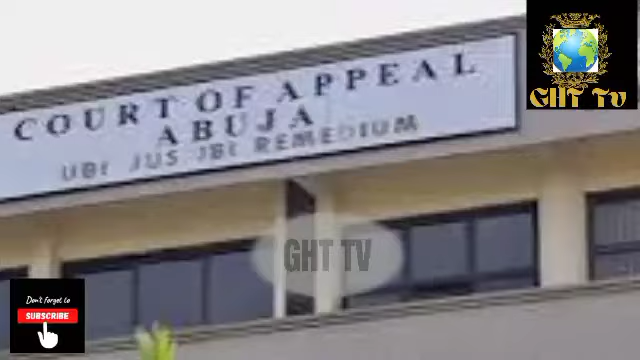 COURT OF APPEAL
ABUJA
UBI JUS IBI REMEDIUM
GHT TV
GHT TV
Don't forget to
SUBSCRIBE